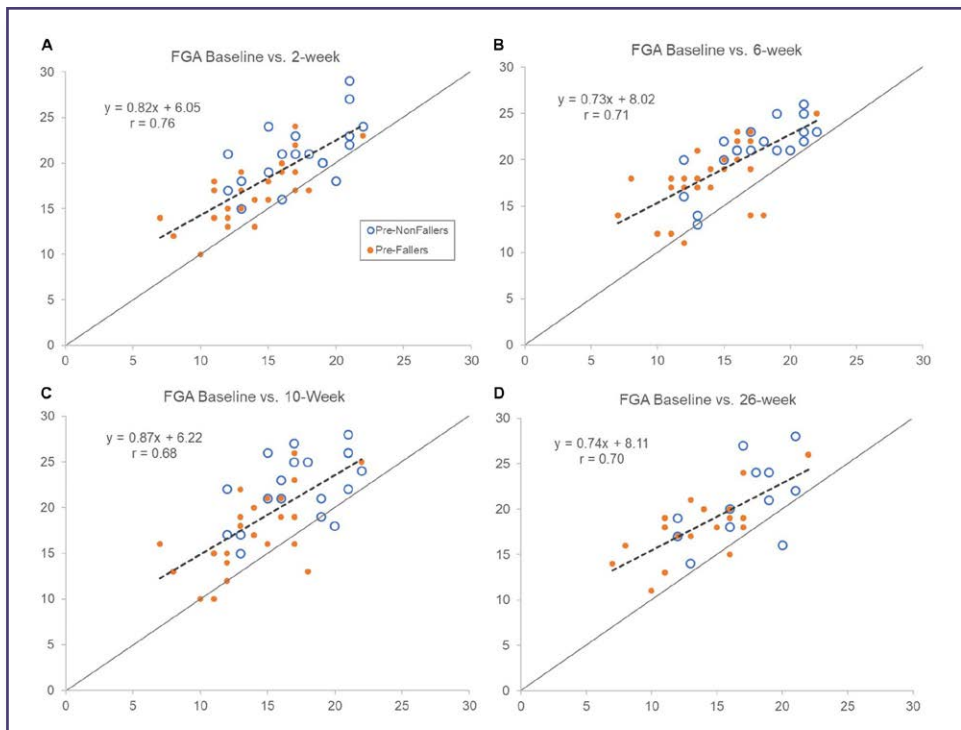 A
FGA Baseline vs. 2-week
y = 0.82x + 6.05
r = 0.76
30
25
20
15
10
5
0
0 5 10 15 20 25 30
Pre-NonFallers
Pre-Fallers
B
FGA Baseline vs. 6-week
y = 0.73x + 8.02
r = 0.71
30
25
20
15
10
5
0
0 5 10 15 20 25 30
C
FGA Baseline vs. 10-Week
y = 0.87x + 6.22
r = 0.68
30
25
20
15
10
5
0
0 5 10 15 20 25 30
D
FGA Baseline vs. 26-week
y = 0.74x + 8.11
r = 0.70
30
25
20
15
10
5
0
0 5 10 15 20 25 30